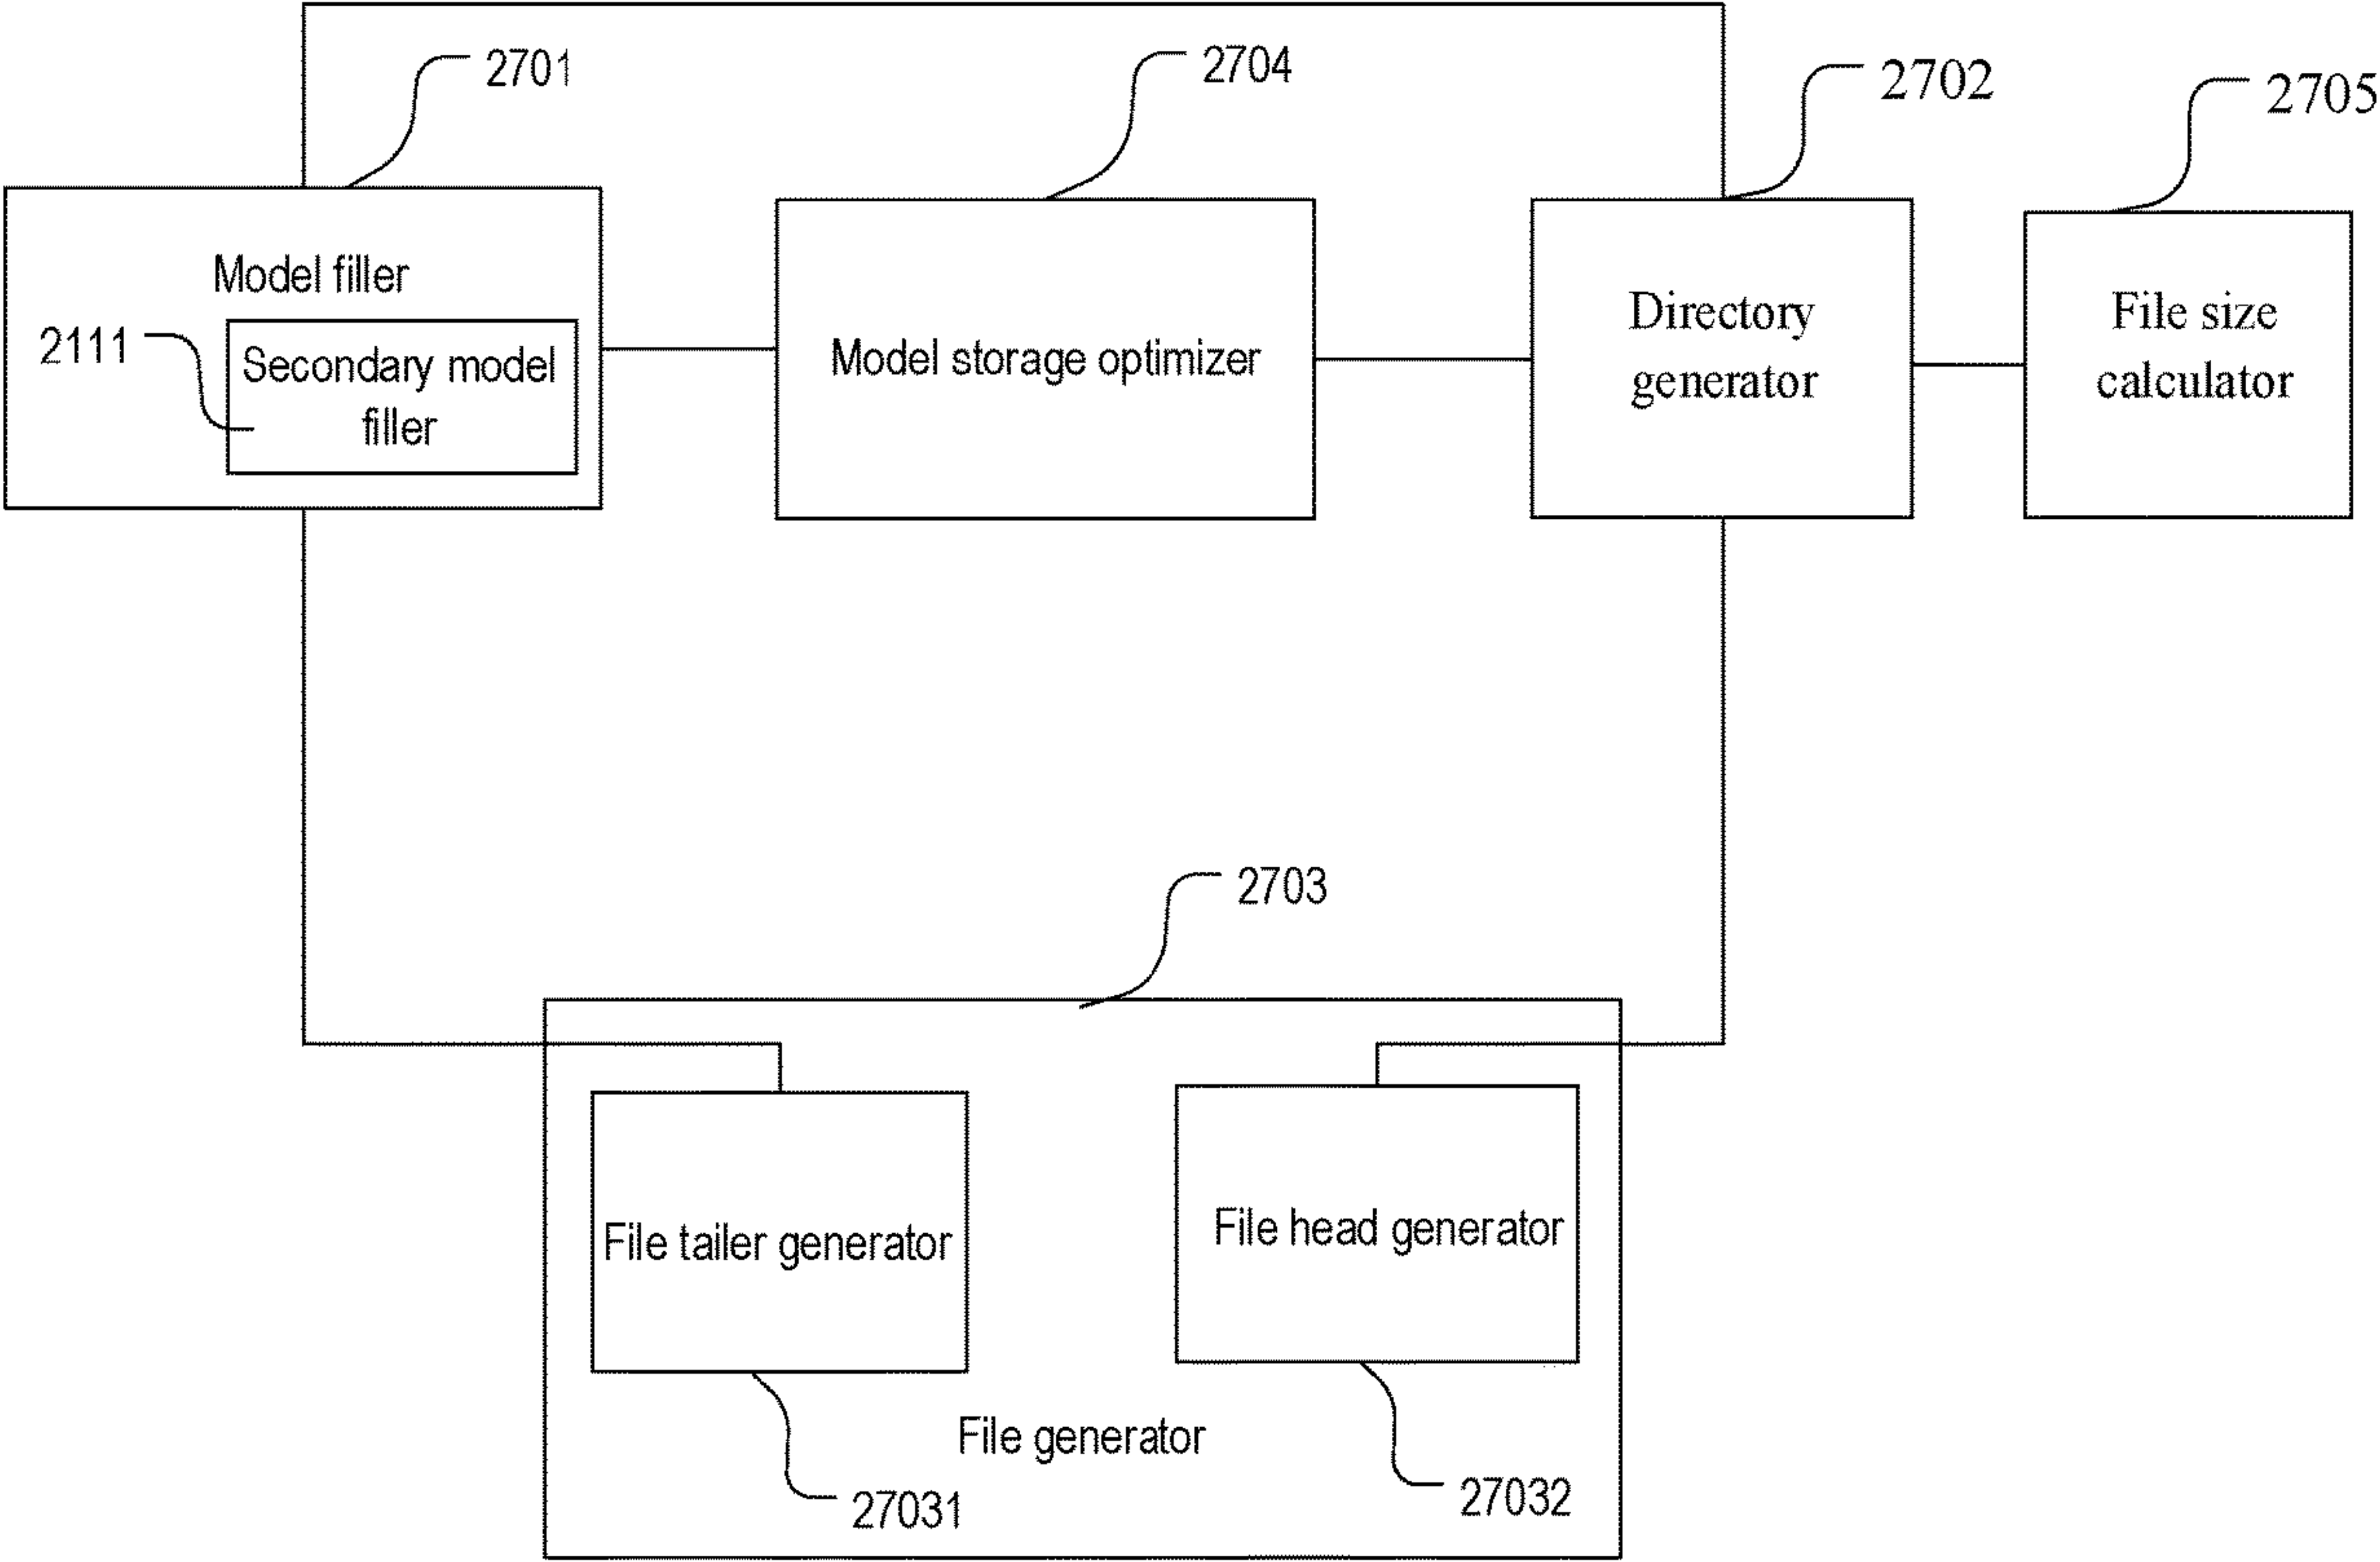 2701
2704
2702
2705
Model filler
2111
Secondary model
filler
Model storage optimizer
Directory
generator
File size
calculator
2703
File tailer generator
File head generator
File generator
27031
27032